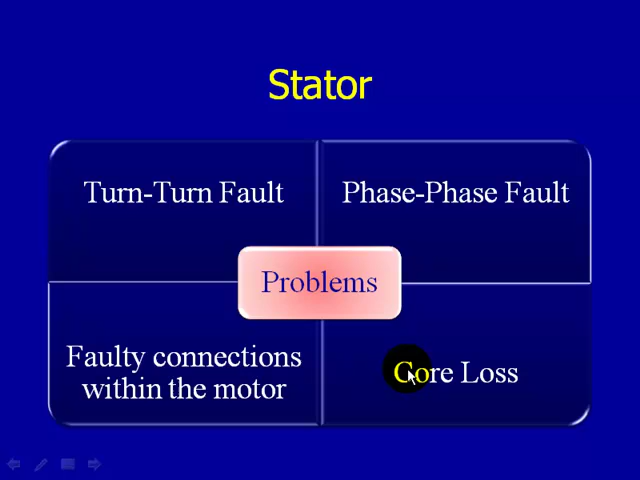 Stator
Turn-Turn Fault
Phase-Phase Fault
Problems
Faulty connections
within the motor
Core Loss